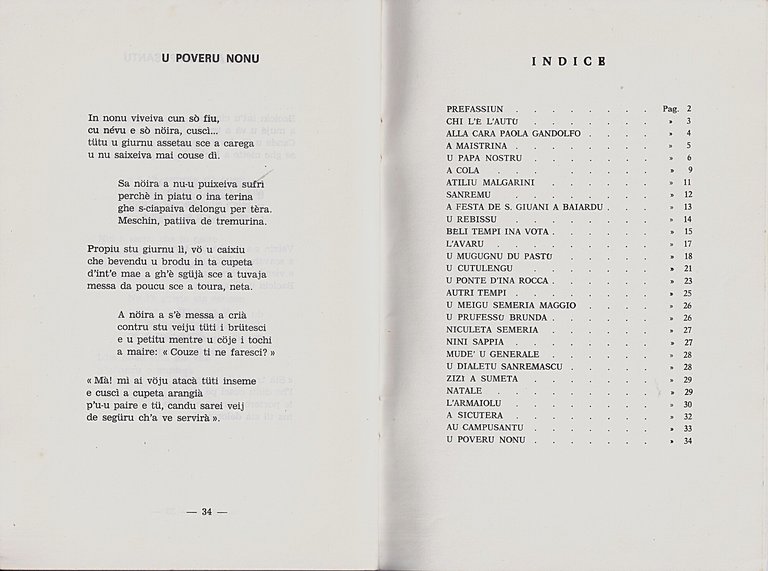 U POVERU NONU
In nonu viveiva cun sò fiu,
cu névu e sò nöira, cuscì...
tütu u giurnu assetau sce a carega
u nu saixeiva mai couse dì.
Sa nöira a nu-u puixeiva sufrì
perchè in piatu o ina terina
ghe s-ciapaiva delongu per tèra.
Meschin, patiiva de tremurina.
Propiu stu giurnu lì, vö u caixiu
che bevendu u brodu in ta cupeta
d'int'e mae a gh'è sgüjà sce a tuvaja
messa da poucu sce a toura, neta.
A nöira a s'è messa a crià
contru stu veiju tüti i brütesci
e u petitu mentre u cöje i tochi
a maire: « Couze ti ne faresci? »
« Mà! mì ai vöju atacà tüti inseme
e cuscì a cupeta arangià
p'u-u paire e tü, candu sarei veij
de següru ch'a ve servirà ».
— 34 —
INDICE
PREFASSIUN . . . . . . . Pag. 2
CHI L'È L'AUTÙ . . . . . . . » 3
ALLA CARA PAOLA GANDOLFO . . . . » 4
A MAISTRINA . . . . . . . » 5
U PAPA NOSTRU . . . . . . . » 6
A COLA . . . . . . . » 9
ATILIU MALGARINI . . . . . . » 11
SANREMU . . . . . . . » 12
A FESTA DE S. GIUANI A BAIARDU . . . » 13
U REBISSU . . . . . . . » 14
BÈLI TEMPI INA VOTA . . . . . . » 15
L'AVARU . . . . . . . » 17
U MUGUGNU DU PASTÙ . . . . . » 18
U CUTULENGU . . . . . . » 21
U PONTE D'INA ROCCA . . . . . . » 23
AUTRI TEMPI . . . . . . . » 25
U MEIGU SEMERIA MAGGIO . . . . » 26
U PRUFESSÙ BRUNDA . . . . . . » 26
NICULETA SEMERIA . . . . . . » 27
NINI SAPPIA . . . . . . . » 27
MUDE' U GENERALE . . . . . . » 28
U DIALETU SANREMASCU . . . . . » 28
ZIZÌ A SUMETA . . . . . . » 29
NATALE . . . . . . . » 29
L'ARMAIOLU . . . . . . . » 30
A SICUTERA . . . . . . . » 32
AU CAMPUSANTU . . . . . . » 33
U POVERU NONU . . . . . . . » 34